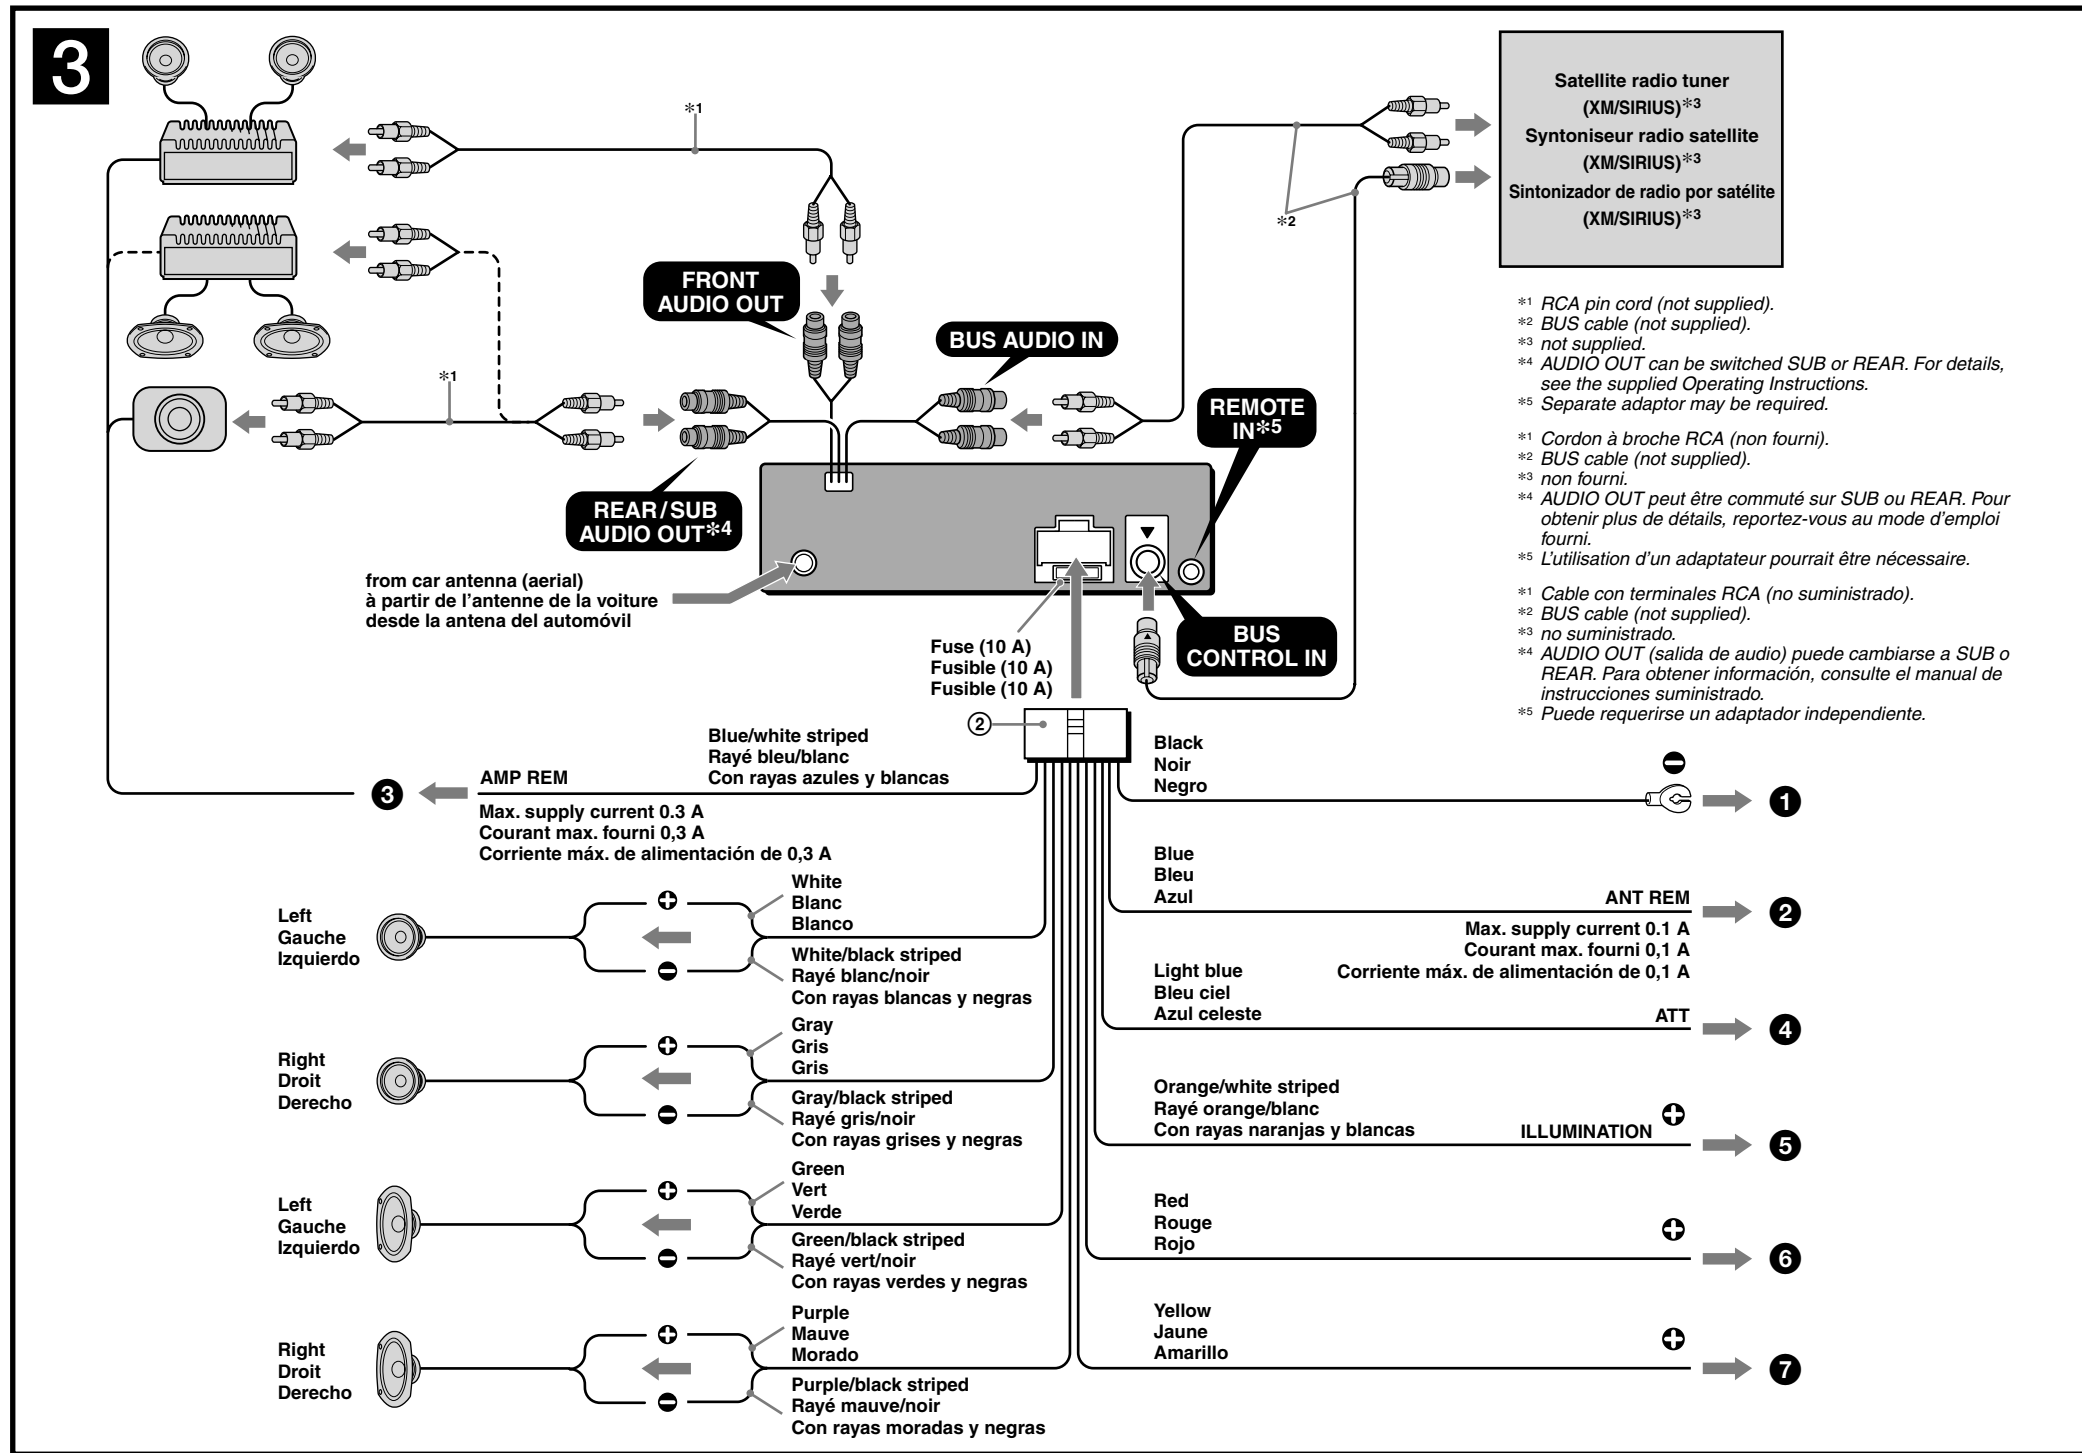 3
*1
Satellite radio tuner
(XM/SIRIUS)*3
Syntoniseur radio satellite
(XM/SIRIUS)*3
Sintonizador de radio por satélite
(XM/SIRIUS)*3
*2
FRONT
AUDIO OUT
BUS AUDIO IN
*1
REMOTE
IN*5
REAR/SUB
AUDIO OUT*4
*1 RCA pin cord (not supplied).
*2 BUS cable (not supplied).
*3 not supplied.
*4 AUDIO OUT can be switched SUB or REAR. For details,
see the supplied Operating Instructions.
*5 Separate adaptor may be required.
*1 Cordon à broche RCA (non fourni).
*2 BUS cable (not supplied).
*3 non fourni.
*4 AUDIO OUT peut être commuté sur SUB ou REAR. Pour
obtenir plus de détails, reportez-vous au mode d'emploi
fourni.
*5 L'utilisation d'un adaptateur pourrait être nécessaire.
*1 Cable con terminales RCA (no suministrado).
*2 BUS cable (not supplied).
*3 no suministrado.
*4 AUDIO OUT (salida de audio) puede cambiarse a SUB o
REAR. Para obtener información, consulte el manual de
instrucciones suministrado.
*5 Puede requerirse un adaptador independiente.
from car antenna (aerial)
à partir de l'antenne de la voiture
desde la antena del automóvil
Fuse (10 A)
Fusible (10 A)
Fusible (10 A)
BUS
CONTROL IN
2
Blue/white striped
Rayé bleu/blanc
Con rayas azules y blancas
3
AMP REM
Max. supply current 0.3 A
Courant max. fourni 0,3 A
Corriente máx. de alimentación de 0,3 A
Black
Noir
Negro
1
Blue
Bleu
Azul
ANT REM
2
Max. supply current 0.1 A
Courant max. fourni 0,1 A
Corriente máx. de alimentación de 0,1 A
Light blue
Bleu ciel
Azul celeste
ATT
4
Orange/white striped
Rayé orange/blanc
Con rayas naranjas y blancas
ILLUMINATION
5
Red
Rouge
Rojo
6
Yellow
Jaune
Amarillo
7
Left
Gauche
Izquierdo
White
Blanc
Blanco
White/black striped
Rayé blanc/noir
Con rayas blancas y negras
Right
Droit
Derecho
Gray
Gris
Gris
Gray/black striped
Rayé gris/noir
Con rayas grises y negras
Left
Gauche
Izquierdo
Green
Vert
Verde
Green/black striped
Rayé vert/noir
Con rayas verdes y negras
Right
Droit
Derecho
Purple
Mauve
Morado
Purple/black striped
Rayé mauve/noir
Con rayas moradas y negras